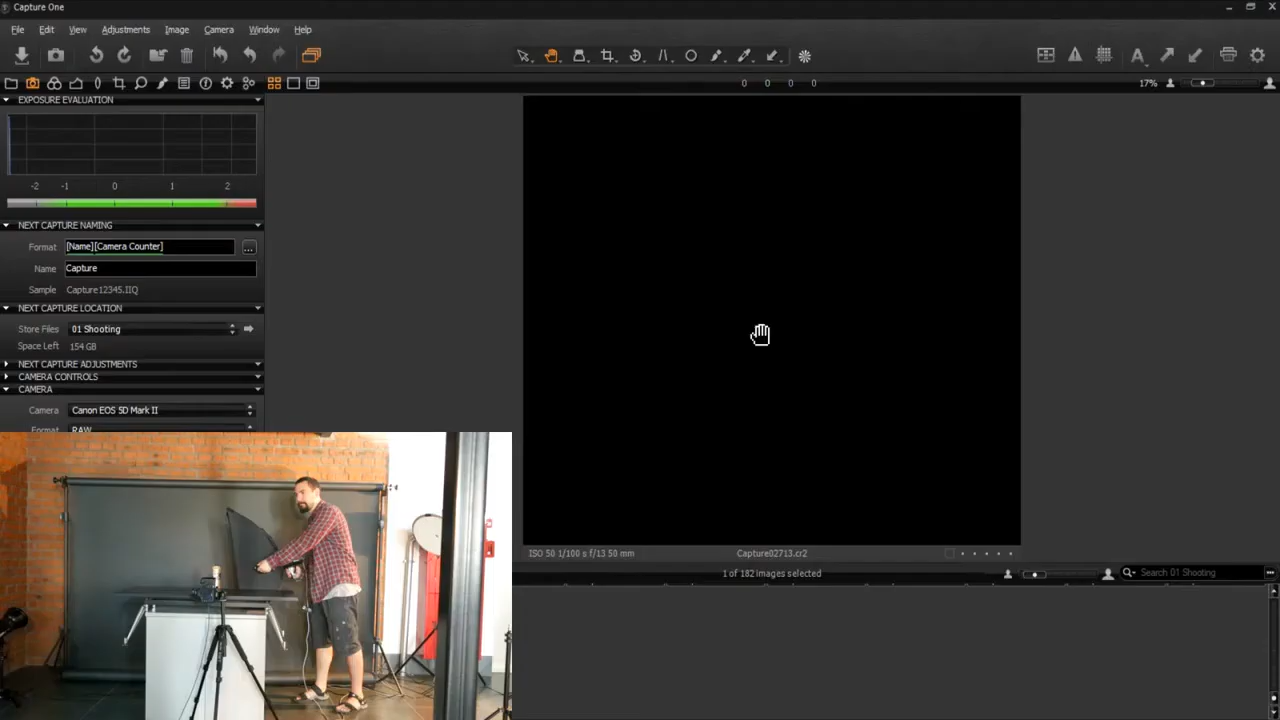 Capture One
File Edit View Adjustments Image Camera Window Help
0 0 0 0
17%
EXPOSURE EVALUATION
-2 -1 0 1 2
NEXT CAPTURE NAMING
Format [Name][Camera Counter] ...
Name Capture
Sample Capture12345.IIQ
NEXT CAPTURE LOCATION
Store Files 01 Shooting
Space Left 154 GB
NEXT CAPTURE ADJUSTMENTS
CAMERA CONTROLS
CAMERA
Camera Canon EOS 5D Mark II
Format RAW
ISO 50 1/100 s f/13 50 mm
Capture02713.cr2
1 of 182 images selected
Search 01 Shooting